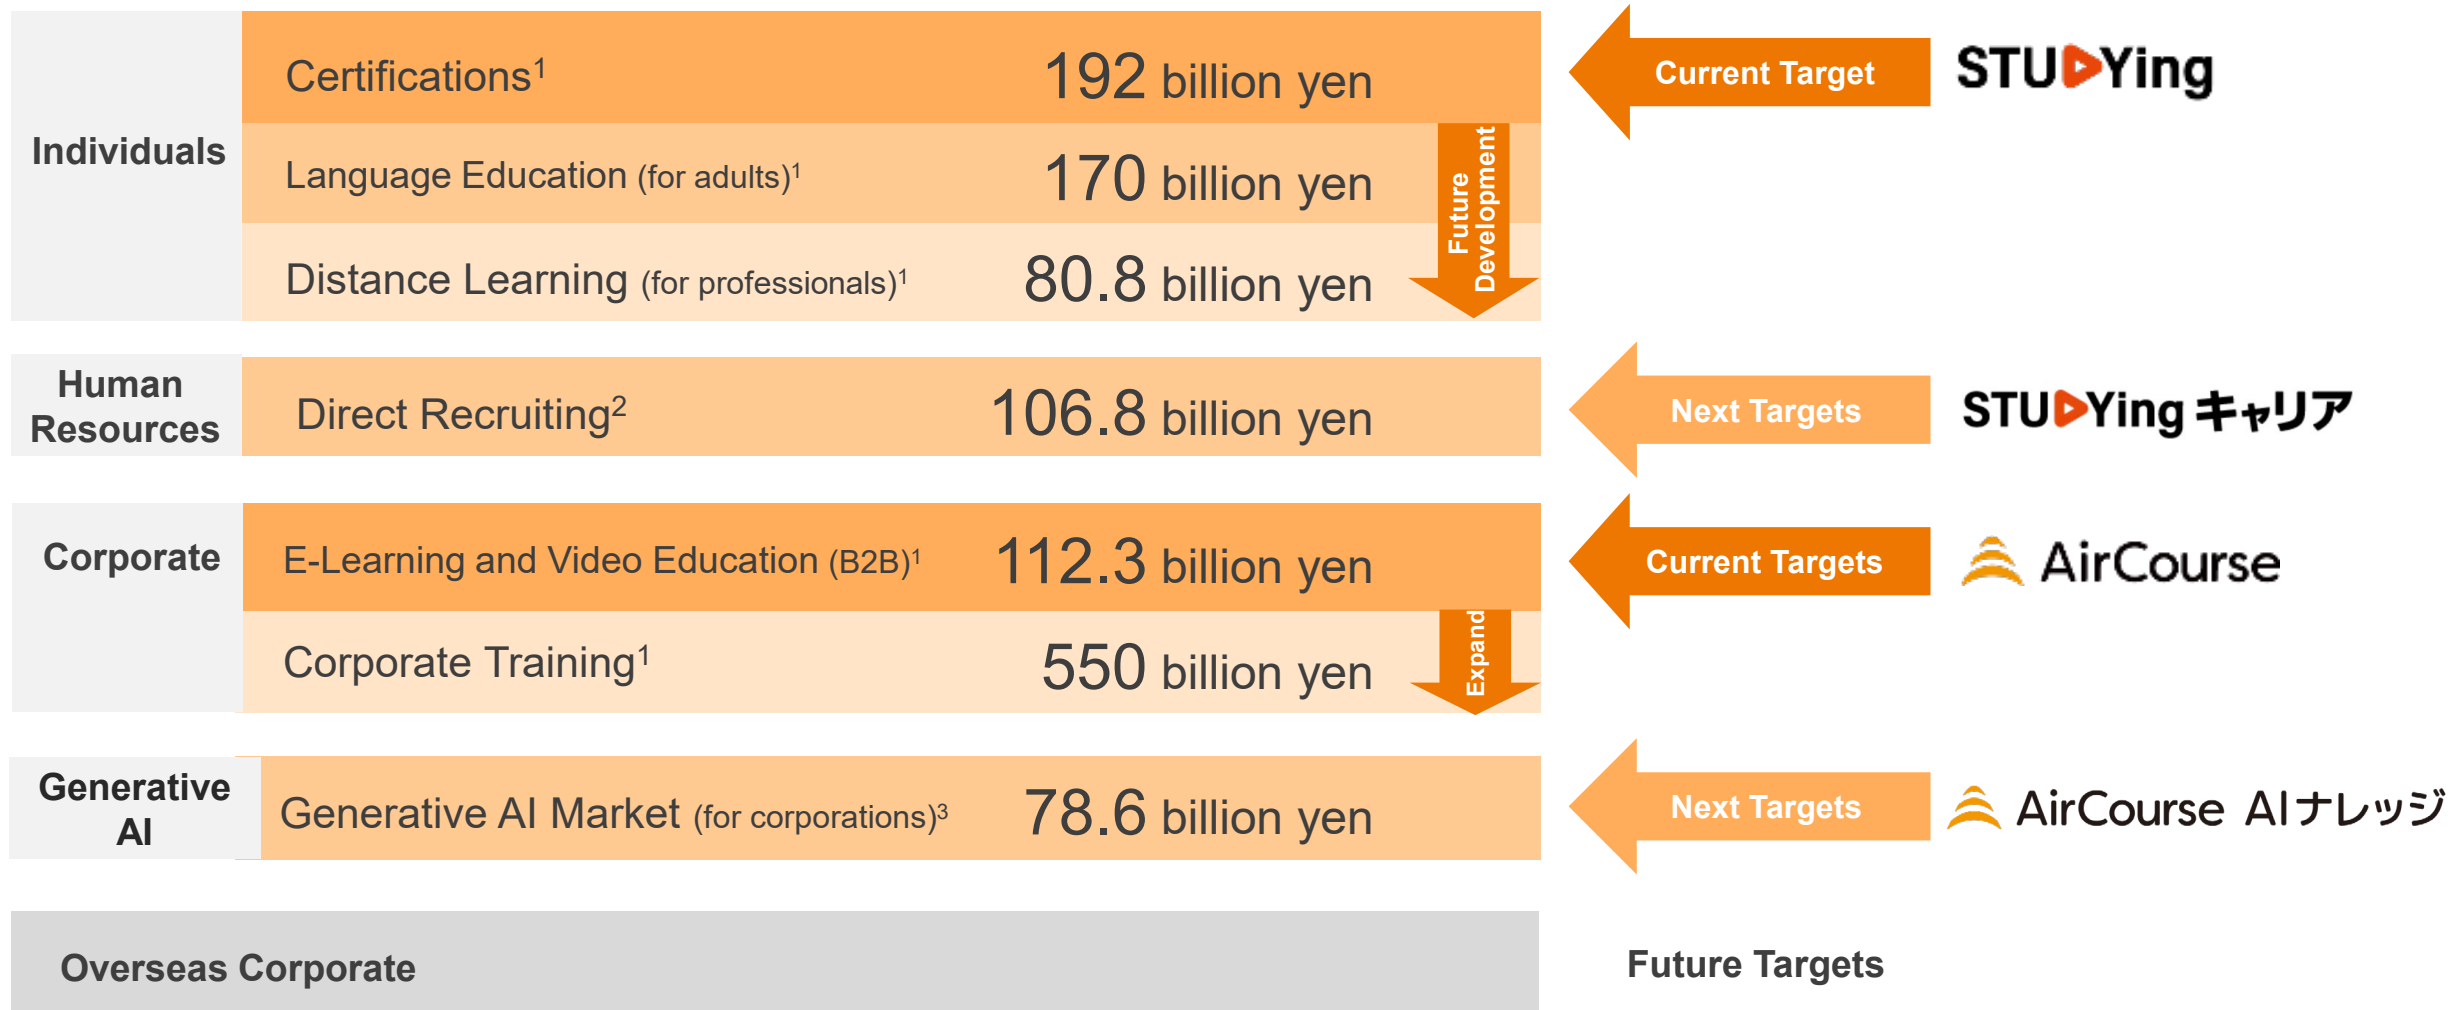 Individuals
Certifications¹ 192 billion yen
Current Target
STUDYing
Language Education (for adults)¹ 170 billion yen
Distance Learning (for professionals)¹ 80.8 billion yen
Future
Development
Human
Resources
Direct Recruiting² 106.8 billion yen
Next Targets
STUDYing キャリア
Corporate
E-Learning and Video Education (B2B)¹ 112.3 billion yen
Current Targets
AirCourse
Corporate Training¹ 550 billion yen
Expand
Generative
AI
Generative AI Market (for corporations)³ 78.6 billion yen
Next Targets
AirCourse AIナレッジ
Overseas Corporate
Future Targets